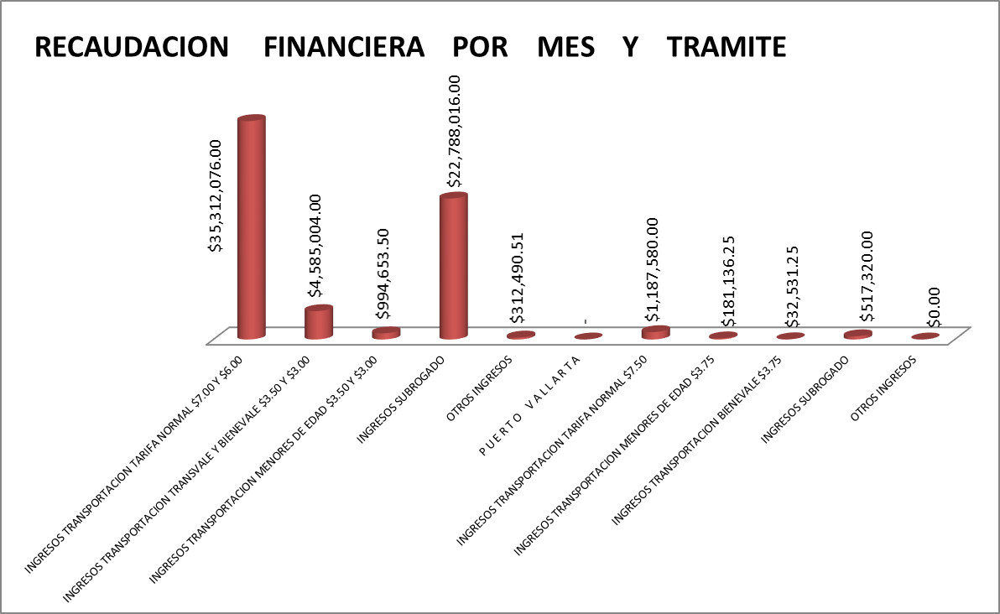 RECAUDACION FINANCIERA POR MES Y TRAMITE
$35,312,076.00
$4,585,004.00
$994,653.50
$22,788,016.00
$312,490.51
-
$1,187,580.00
$181,136.25
$32,531.25
$517,320.00
$0.00
INGRESOS TRANSPORTACION TARIFA NORMAL $7.00 Y $6.00
INGRESOS TRANSPORTACION TRANSVALE Y BIENEVALE $3.50 Y $3.00
INGRESOS TRANSPORTACION MENORES DE EDAD $3.50 Y $3.00
INGRESOS SUBROGADO
OTROS INGRESOS
P U E R T O V A L L A R T A
INGRESOS TRANSPORTACION TARIFA NORMAL $7.50
INGRESOS TRANSPORTACION MENORES DE EDAD $3.75
INGRESOS TRANSPORTACION BIENEVALE $3.75
INGRESOS SUBROGADO
OTROS INGRESOS